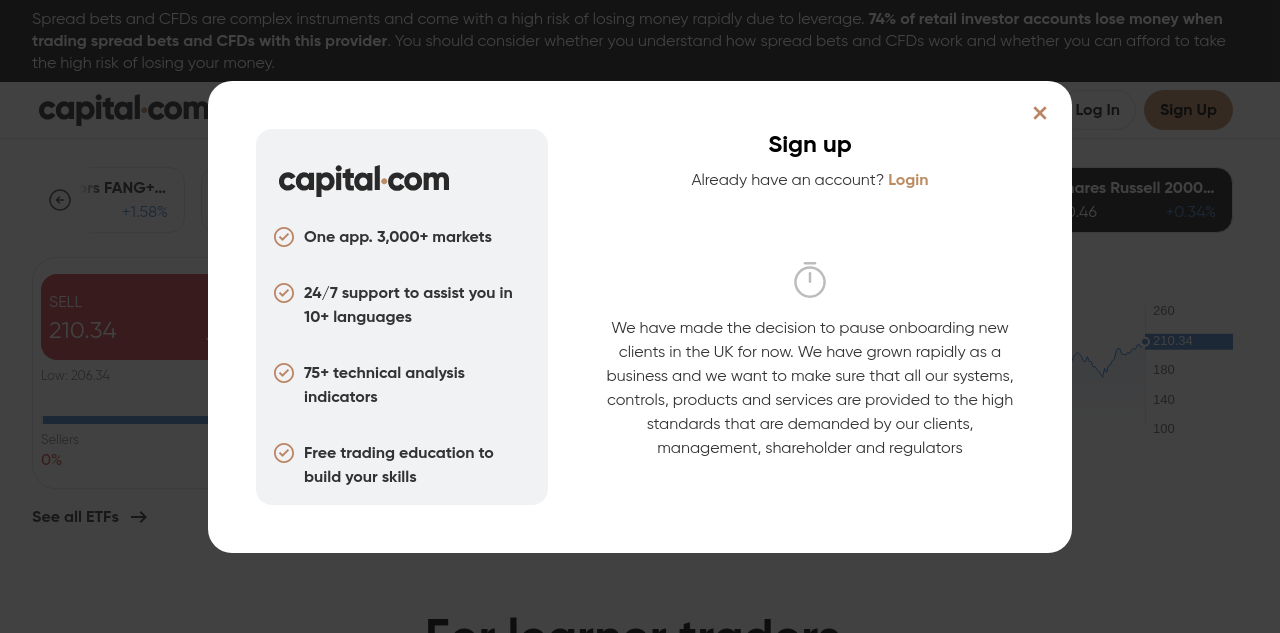 Spread bets and CFDs are complex instruments and come with a high risk of losing money rapidly due to leverage. 74% of retail investor accounts lose money when
trading spread bets and CFDs with this provider. You should consider whether you understand how spread bets and CFDs work and whether you can afford to take
the high risk of losing your money.
capital.com
Log In
Sign Up
FANG+...
+1.58%
Russell 2000...
+0.34%
SELL
210.34
Low: 206.34
Sellers
0%
See all ETFs
260
210.34
180
140
100
capital.com
One app. 3,000+ markets
24/7 support to assist you in
10+ languages
75+ technical analysis
indicators
Free trading education to
build your skills
Sign up
Already have an account? Login
We have made the decision to pause onboarding new
clients in the UK for now. We have grown rapidly as a
business and we want to make sure that all our systems,
controls, products and services are provided to the high
standards that are demanded by our clients,
management, shareholder and regulators
For learner traders